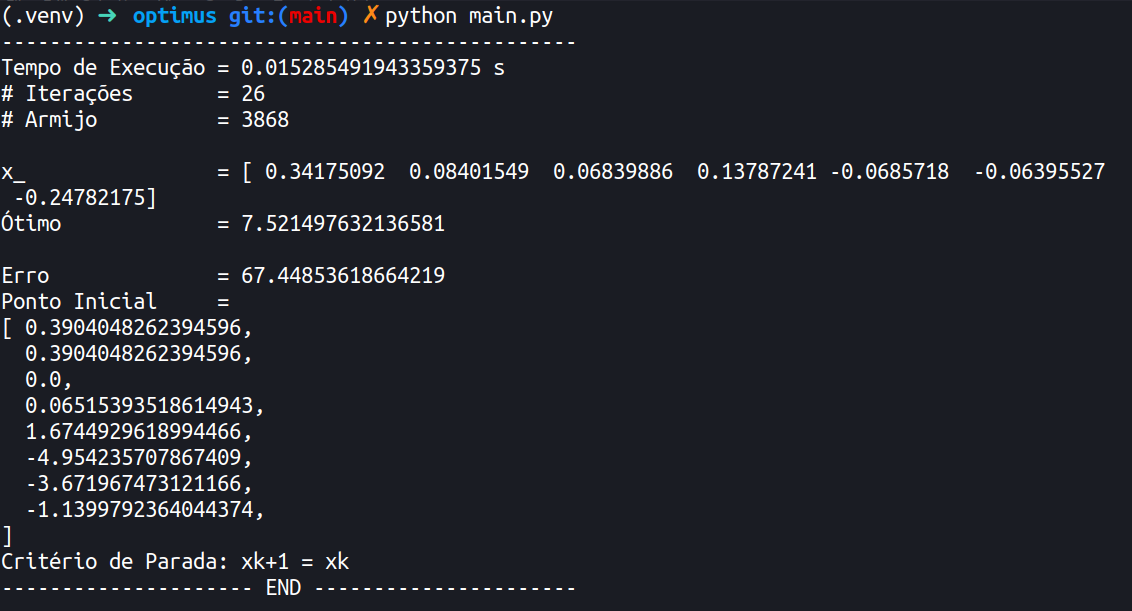 (.venv) ➜ optimus git:(main) ✗ python main.py
------------------------------------------------
Tempo de Execução = 0.015285491943359375 s
# Iterações       = 26
# Armijo          = 3868
x_                = [ 0.34175092  0.08401549  0.06839886  0.13787241 -0.0685718  -0.06395527
 -0.24782175]
Ótimo             = 7.521497632136581
Erro              = 67.44853618664219
Ponto Inicial     =
[ 0.3904048262394596,
  0.3904048262394596,
  0.0,
  0.06515393518614943,
  1.6744929618994466,
  -4.954235707867409,
  -3.671967473121166,
  -1.1399792364044374,
]
Critério de Parada: xk+1 = xk
--------------------- END ----------------------